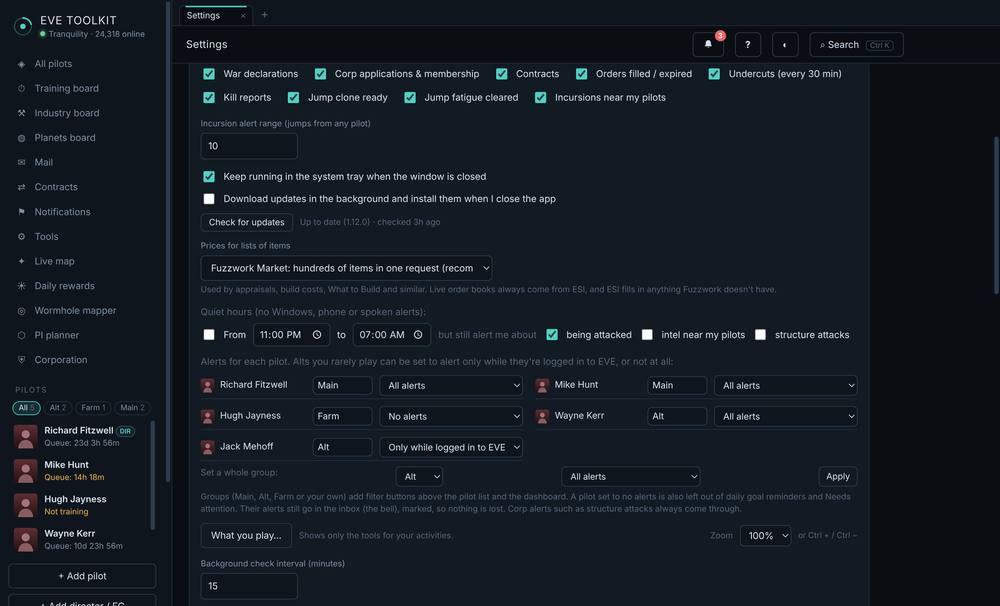 EVE TOOLKIT
Tranquility · 24,318 online
All pilots
Training board
Industry board
Planets board
Mail
Contracts
Notifications
Tools
Live map
Daily rewards
Wormhole mapper
PI planner
Corporation
PILOTS
All 5 Alt 2 Farm 1 Main 2
Richard Fitzwell DIR
Queue: 23d 3h 56m
Mike Hunt
Queue: 14h 18m
Hugh Jayness
Not training
Wayne Kerr
Queue: 10d 23h 56m
+ Add pilot
+ Add director / FC
Settings × +
Settings
3
?
Search Ctrl K
War declarations Corp applications & membership Contracts Orders filled / expired Undercuts (every 30 min)
Kill reports Jump clone ready Jump fatigue cleared Incursions near my pilots
Incursion alert range (jumps from any pilot)
10
Keep running in the system tray when the window is closed
Download updates in the background and install them when I close the app
Check for updates Up to date (1.12.0) · checked 3h ago
Prices for lists of items
Fuzzwork Market: hundreds of items in one request (recom
Used by appraisals, build costs, What to Build and similar. Live order books always come from ESI, and ESI fills in anything Fuzzwork doesn't have.
Quiet hours (no Windows, phone or spoken alerts):
From 11:00 PM to 07:00 AM but still alert me about being attacked intel near my pilots structure attacks
Alerts for each pilot. Alts you rarely play can be set to alert only while they're logged in to EVE, or not at all:
Richard Fitzwell Main All alerts Mike Hunt Main All alerts
Hugh Jayness Farm No alerts Wayne Kerr Alt All alerts
Jack Mehoff Alt Only while logged in to EVE
Set a whole group: Alt All alerts Apply
Groups (Main, Alt, Farm or your own) add filter buttons above the pilot list and the dashboard. A pilot set to no alerts is also left out of daily goal reminders and Needs
attention. Their alerts still go in the inbox (the bell), marked, so nothing is lost. Corp alerts such as structure attacks always come through.
What you play... Shows only the tools for your activities. Zoom 100% or Ctrl + / Ctrl −
Background check interval (minutes)
15